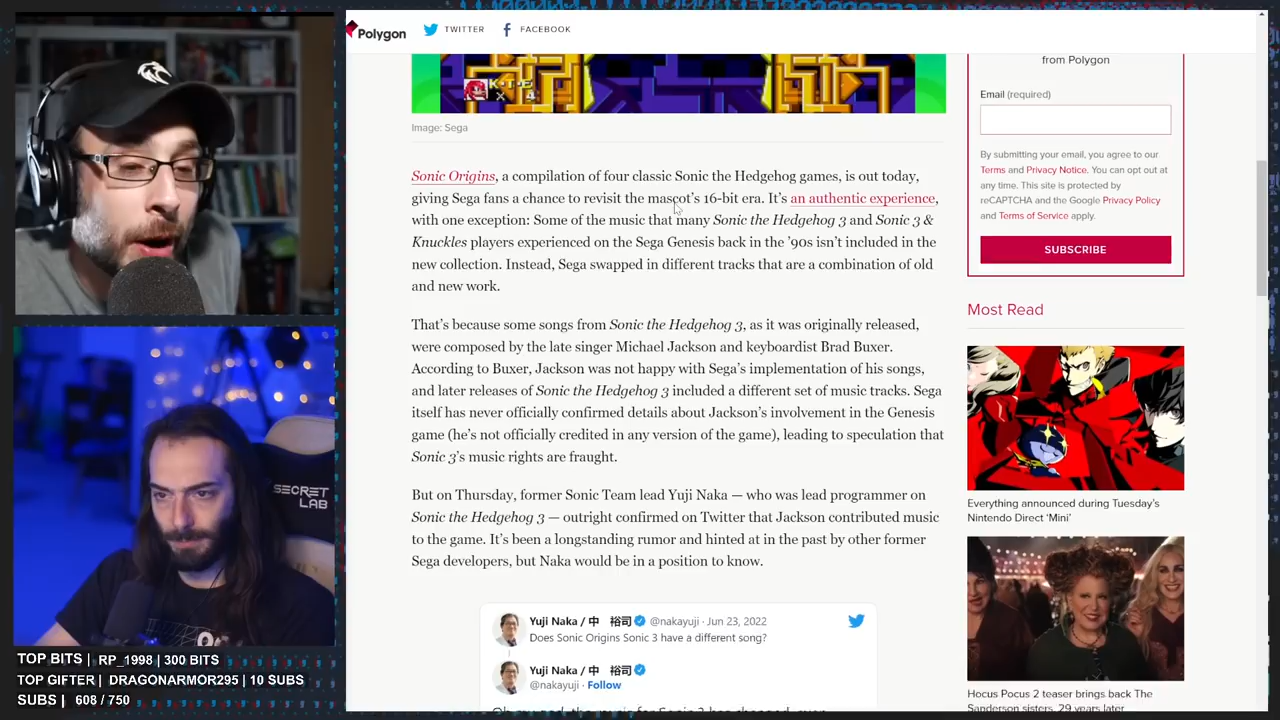 Polygon
TWITTER
FACEBOOK
from Polygon
Email (required)
By submitting your email, you agree to our
Terms and Privacy Notice. You can opt out at
any time. This site is protected by
reCAPTCHA and the Google Privacy Policy
and Terms of Service apply.
SUBSCRIBE
K·T·E
× 4
Image: Sega
Sonic Origins, a compilation of four classic Sonic the Hedgehog games, is out today,
giving Sega fans a chance to revisit the mascot's 16-bit era. It's an authentic experience,
with one exception: Some of the music that many Sonic the Hedgehog 3 and Sonic 3 &
Knuckles players experienced on the Sega Genesis back in the '90s isn't included in the
new collection. Instead, Sega swapped in different tracks that are a combination of old
and new work.
That's because some songs from Sonic the Hedgehog 3, as it was originally released,
were composed by the late singer Michael Jackson and keyboardist Brad Buxer.
According to Buxer, Jackson was not happy with Sega's implementation of his songs,
and later releases of Sonic the Hedgehog 3 included a different set of music tracks. Sega
itself has never officially confirmed details about Jackson's involvement in the Genesis
game (he's not officially credited in any version of the game), leading to speculation that
Sonic 3's music rights are fraught.
But on Thursday, former Sonic Team lead Yuji Naka — who was lead programmer on
Sonic the Hedgehog 3 — outright confirmed on Twitter that Jackson contributed music
to the game. It's been a longstanding rumor and hinted at in the past by other former
Sega developers, but Naka would be in a position to know.
Yuji Naka / 中 裕司 @nakayuji · Jun 23, 2022
Does Sonic Origins Sonic 3 have a different song?
Yuji Naka / 中 裕司
@nakayuji · Follow
Oh my god, the music for Sonic 3 has changed, even
Most Read
Everything announced during Tuesday's
Nintendo Direct 'Mini'
Hocus Pocus 2 teaser brings back The
Sanderson sisters, 29 years later
SECRET
LAB
TOP BITS | RP_1998 | 300 BITS
TOP GIFTER | DRAGONARMOR295 | 10 SUBS
SUBS | 608 / 750